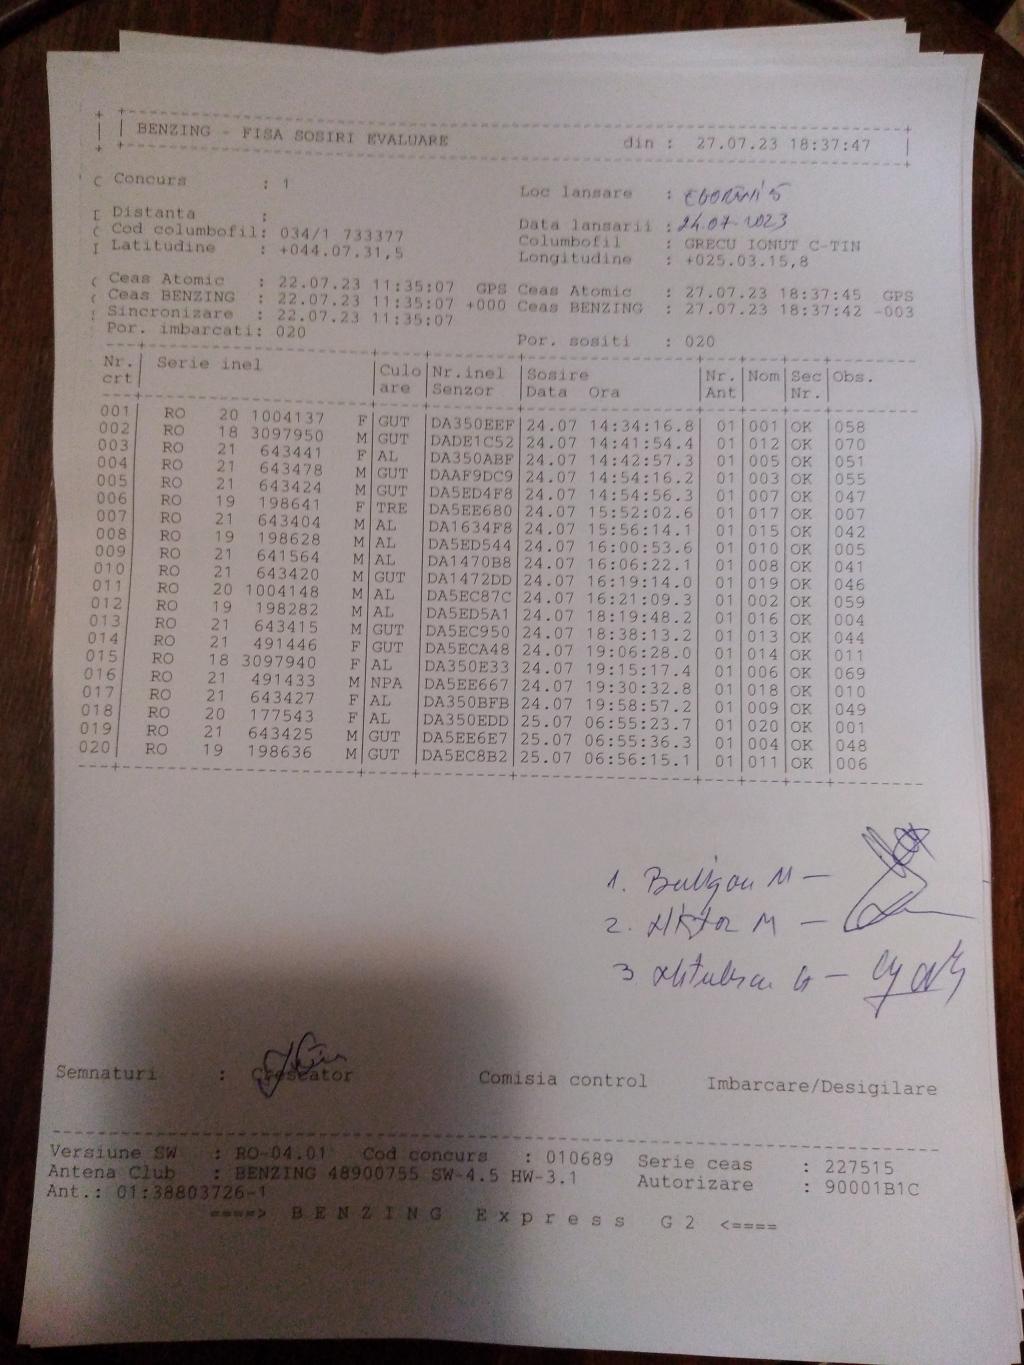 BENZING - FISA SOSIRI EVALUARE din : 27.07.23 18:37:47
Concurs : 1 Loc lansare :
Distanta : Data lansarii : 24.07.2023
Cod columbofil: 034/1 733377 Columbofil : GRECU IONUT C-TIN
Latitudine : +044.07.31,5 Longitudine : +025.03.15,8
Ceas Atomic : 22.07.23 11:35:07 GPS Ceas Atomic : 27.07.23 18:37:45 GPS
Ceas BENZING : 22.07.23 11:35:07 +000 Ceas BENZING : 27.07.23 18:37:42 -003
Sincronizare : 22.07.23 11:35:07
Por. imbarcati: 020 Por. sositi : 020
Nr. Serie inel Culo Nr.inel Sosire Nr. Nom Sec Obs.
crt are Senzor Data Ora Ant Nr.
001 RO 20 1004137 F GUT DA350EEF 24.07 14:34:16.8 01 001 OK 058
002 RO 18 3097950 M GUT DADE1C52 24.07 14:41:54.4 01 012 OK 070
003 RO 21 643441 F AL DA350ABF 24.07 14:42:57.3 01 005 OK 051
004 RO 21 643478 M GUT DAAF9DC9 24.07 14:54:16.2 01 003 OK 055
005 RO 21 643424 M GUT DA5ED4F8 24.07 14:54:56.3 01 007 OK 047
006 RO 19 198641 F TRE DA5EE680 24.07 15:52:02.6 01 017 OK 007
007 RO 21 643404 M AL DA1634F8 24.07 15:56:14.1 01 015 OK 042
008 RO 19 198628 M AL DA5ED544 24.07 16:00:53.6 01 010 OK 005
009 RO 21 641564 M AL DA1470B8 24.07 16:06:22.1 01 008 OK 041
010 RO 21 643420 M GUT DA1472DD 24.07 16:19:14.0 01 019 OK 046
011 RO 20 1004148 M AL DA5EC87C 24.07 16:21:09.3 01 002 OK 059
012 RO 19 198282 M AL DA5ED5A1 24.07 18:19:48.2 01 016 OK 004
013 RO 21 643415 M GUT DA5EC950 24.07 18:38:13.2 01 013 OK 044
014 RO 21 491446 F GUT DA5ECA48 24.07 19:06:28.0 01 014 OK 011
015 RO 18 3097940 F AL DA350E33 24.07 19:15:17.4 01 006 OK 069
016 RO 21 491433 M NPA DA5EE667 24.07 19:30:32.8 01 018 OK 010
017 RO 21 643427 F AL DA350BFB 24.07 19:58:57.2 01 009 OK 049
018 RO 20 177543 F AL DA350EDD 25.07 06:55:23.7 01 020 OK 001
019 RO 21 643425 M GUT DA5EE6E7 25.07 06:55:36.3 01 004 OK 048
020 RO 19 198636 M GUT DA5EC8B2 25.07 06:56:15.1 01 011 OK 006
1. M —
2. M —
3. —
Semnaturi : Crescator Comisia control Imbarcare/Desigilare
Versiune SW : RO-04.01 Cod concurs : 010689 Serie ceas : 227515
Antena Club : BENZING 48900755 SW-4.5 HW-3.1 Autorizare : 90001B1C
Ant.: 01:38803726-1
====> BENZING Express G2 <====